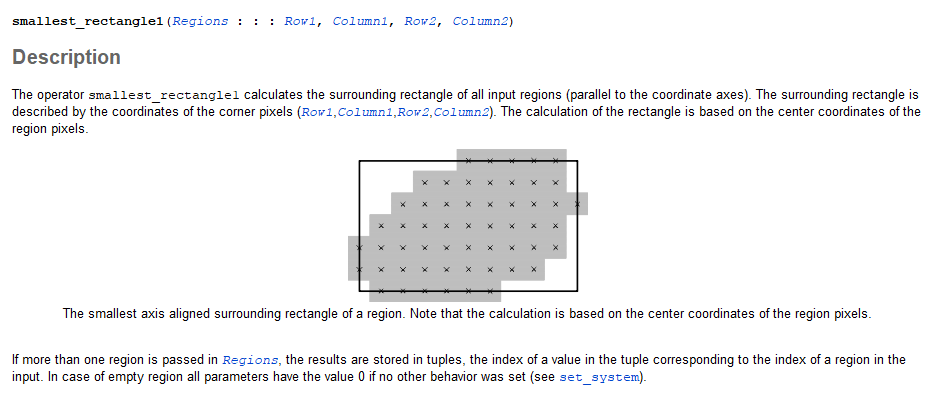 smallest_rectangle1(Regions : : : Row1, Column1, Row2, Column2)
Description
The operator smallest_rectangle1 calculates the surrounding rectangle of all input regions (parallel to the coordinate axes). The surrounding rectangle is
described by the coordinates of the corner pixels (Row1,Column1,Row2,Column2). The calculation of the rectangle is based on the center coordinates of the
region pixels.
The smallest axis aligned surrounding rectangle of a region. Note that the calculation is based on the center coordinates of the region pixels.
If more than one region is passed in Regions, the results are stored in tuples, the index of a value in the tuple corresponding to the index of a region in the
input. In case of empty region all parameters have the value 0 if no other behavior was set (see set_system).